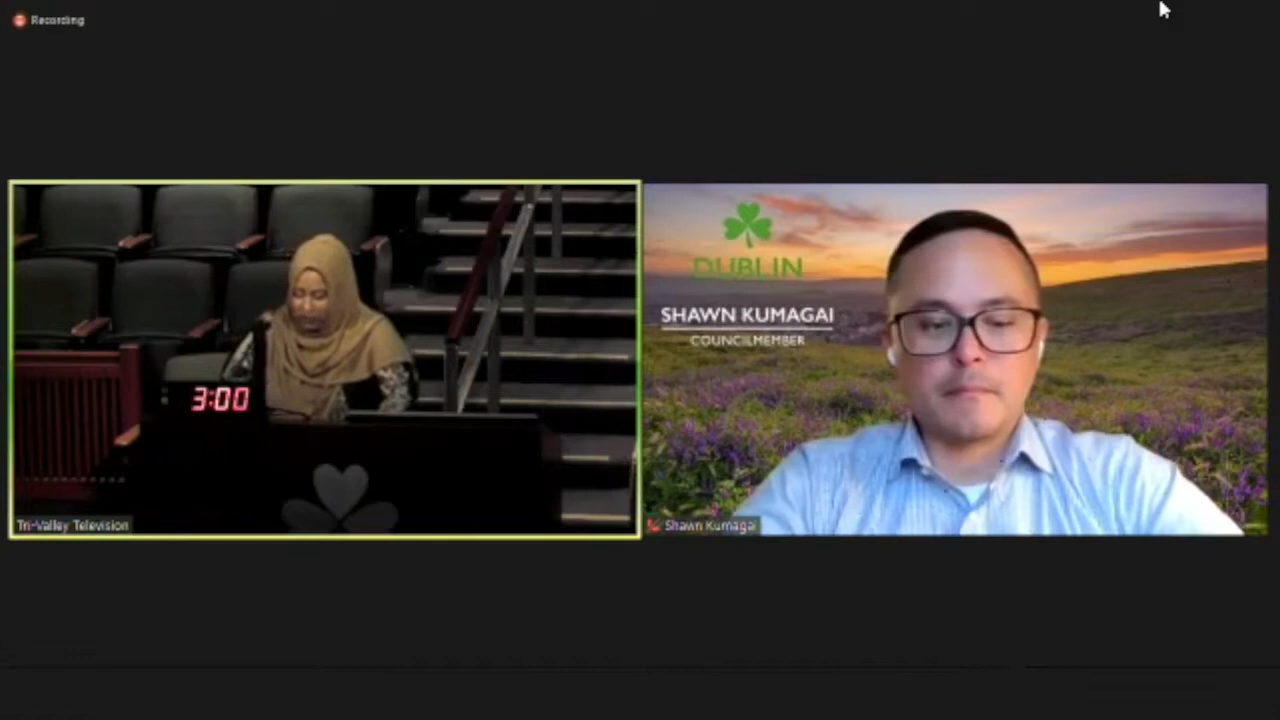 Recording
3:00
Tri-Valley Television
DUBLIN
SHAWN KUMAGAI
COUNCILMEMBER
Shawn Kumagai